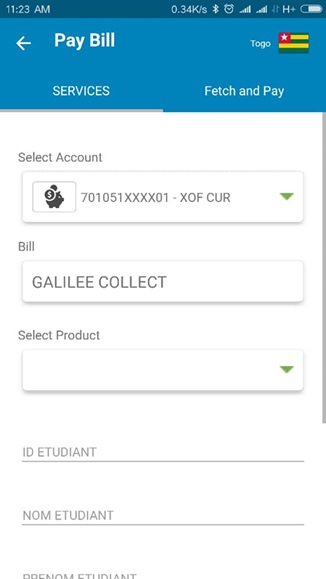 11:23 AM 0.34K/s H+
Pay Bill
Togo
SERVICES
Fetch and Pay
Select Account
701051XXXX01 - XOF CUR
Bill
GALILEE COLLECT
Select Product
ID ETUDIANT
NOM ETUDIANT
PRENOM ETUDIANT